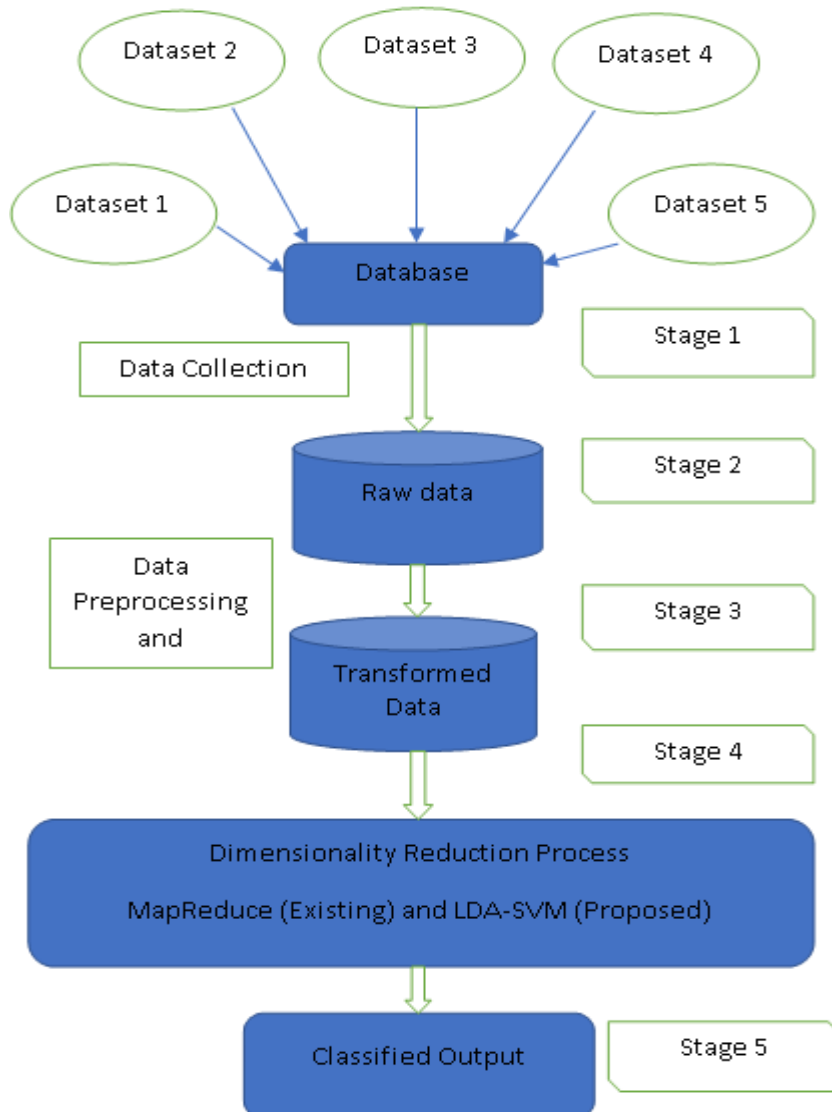 Dataset 2
Dataset 3
Dataset 4
Dataset 1
Dataset 5
Database
Stage 1
Data Collection
Stage 2
Raw data
Data
Preprocessing
and
Stage 3
Transformed
Data
Stage 4
Dimensionality Reduction Process
MapReduce (Existing) and LDA-SVM (Proposed)
Classified Output
Stage 5